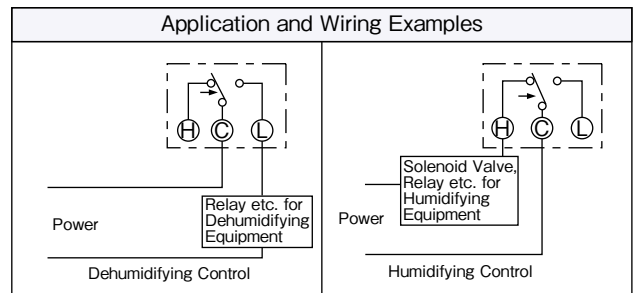 Application and Wiring Examples
H C L
Power
Relay etc. for
Dehumidifying
Equipment
Dehumidifying Control
H C L
Solenoid Valve,
Relay etc. for
Humidifying
Equipment
Power
Humidifying Control